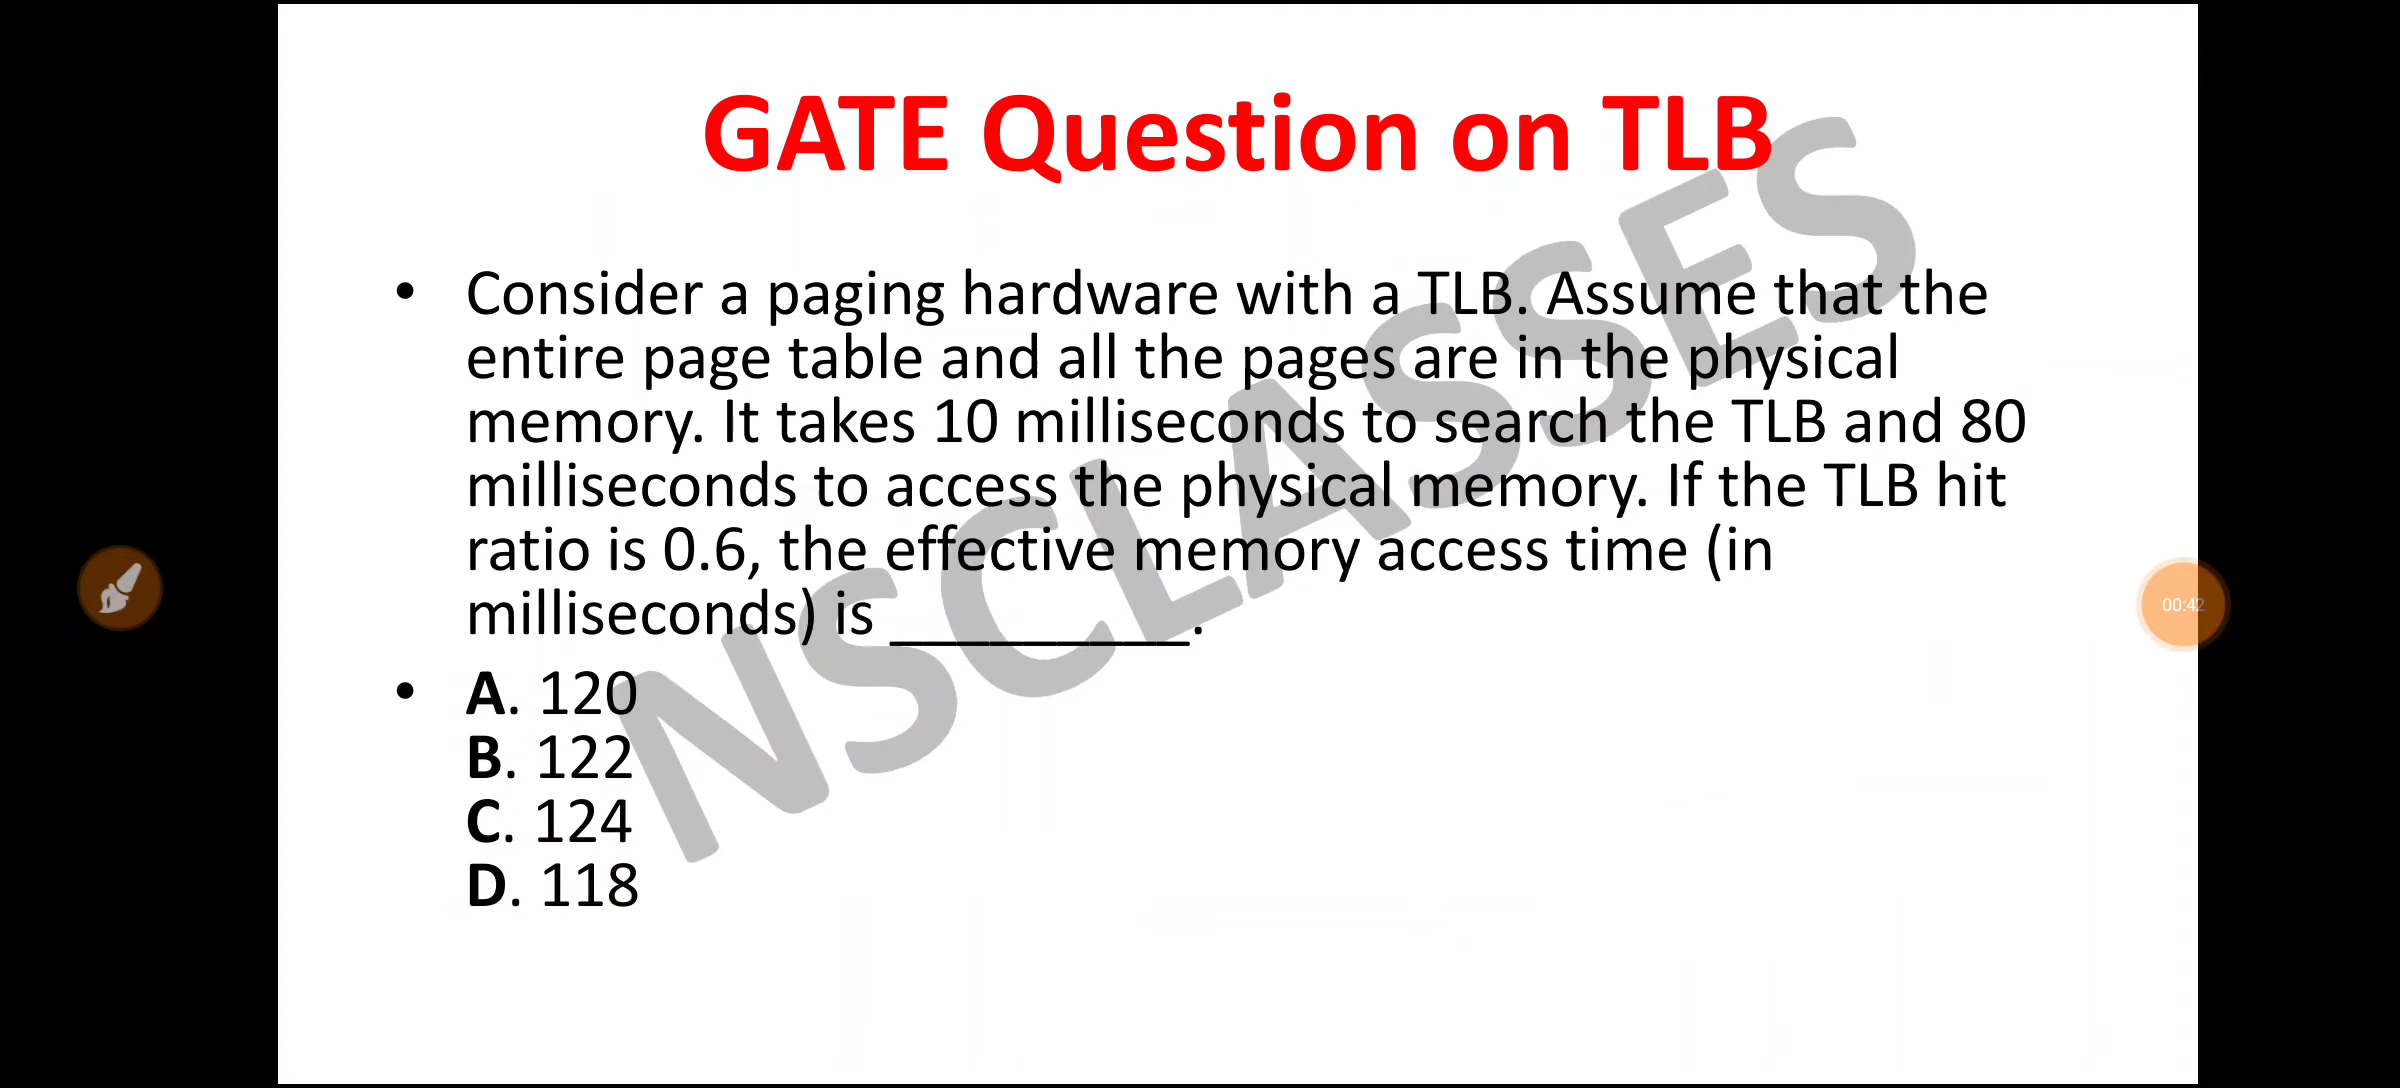 GATE Question on TLB
• Consider a paging hardware with a TLB. Assume that the
entire page table and all the pages are in the physical
memory. It takes 10 milliseconds to search the TLB and 80
milliseconds to access the physical memory. If the TLB hit
ratio is 0.6, the effective memory access time (in
milliseconds) is _________.
• A. 120
B. 122
C. 124
D. 118
NSCLASSES
00:42